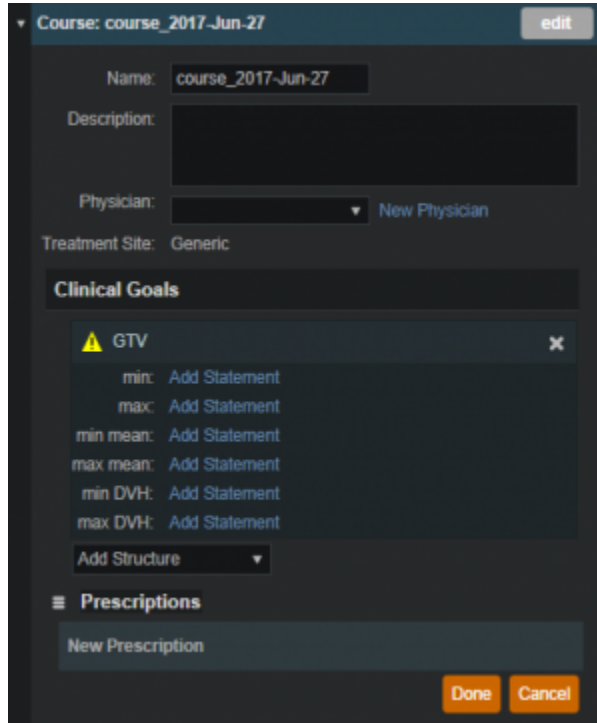 Course: course_2017-Jun-27 edit
Name: course_2017-Jun-27
Description:
Physician: New Physician
Treatment Site: Generic
Clinical Goals
GTV
min: Add Statement
max: Add Statement
min mean: Add Statement
max mean: Add Statement
min DVH: Add Statement
max DVH: Add Statement
Add Structure
Prescriptions
New Prescription
Done Cancel